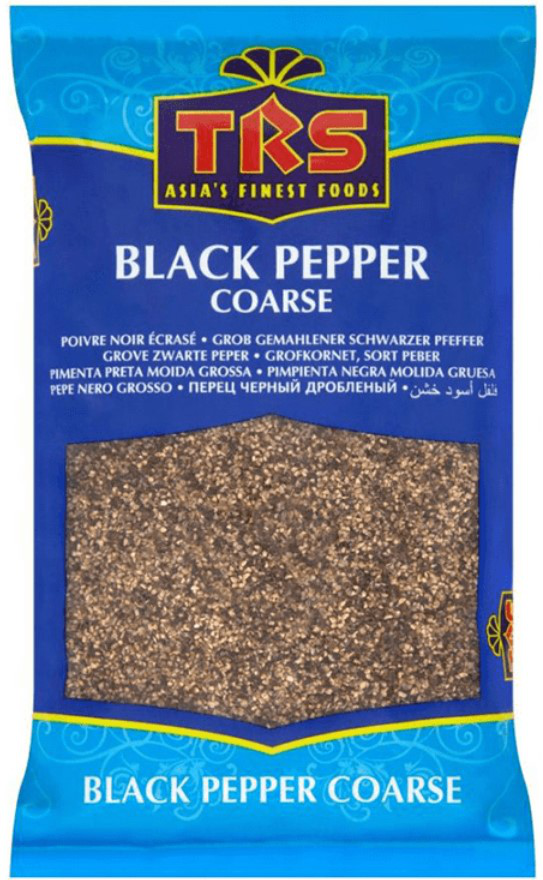 TRS
ASIA'S FINEST FOODS
BLACK PEPPER
COARSE
POIVRE NOIR ÉCRASÉ • GROB GEMAHLENER SCHWARZER PFEFFER
GROVE ZWARTE PEPER • GROFKORNET, SORT PEBER
PIMENTA PRETA MOIDA GROSSA • PIMPIENTA NEGRA MOLIDA GRUESA
PEPE NERO GROSSO • ПЕРЕЦ ЧЕРНЫЙ ДРОБЛЕНЫЙ • فلفل أسود خشن
BLACK PEPPER COARSE